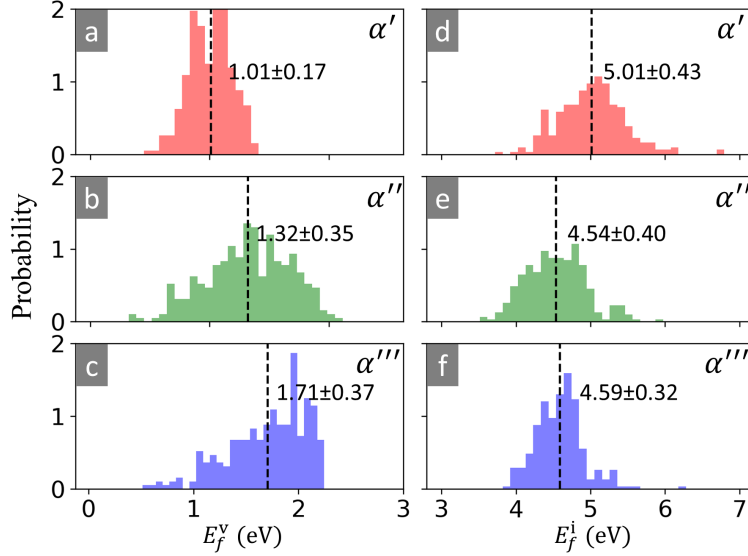 Probability
a
α′
1.01±0.17
2
1
0
d
α′
5.01±0.43
b
α′′
1.32±0.35
2
1
0
e
α′′
4.54±0.40
c
α′′′
1.71±0.37
2
1
0
f
α′′′
4.59±0.32
0 1 2 3
3 4 5 6 7
E_f^v (eV)
E_f^i (eV)